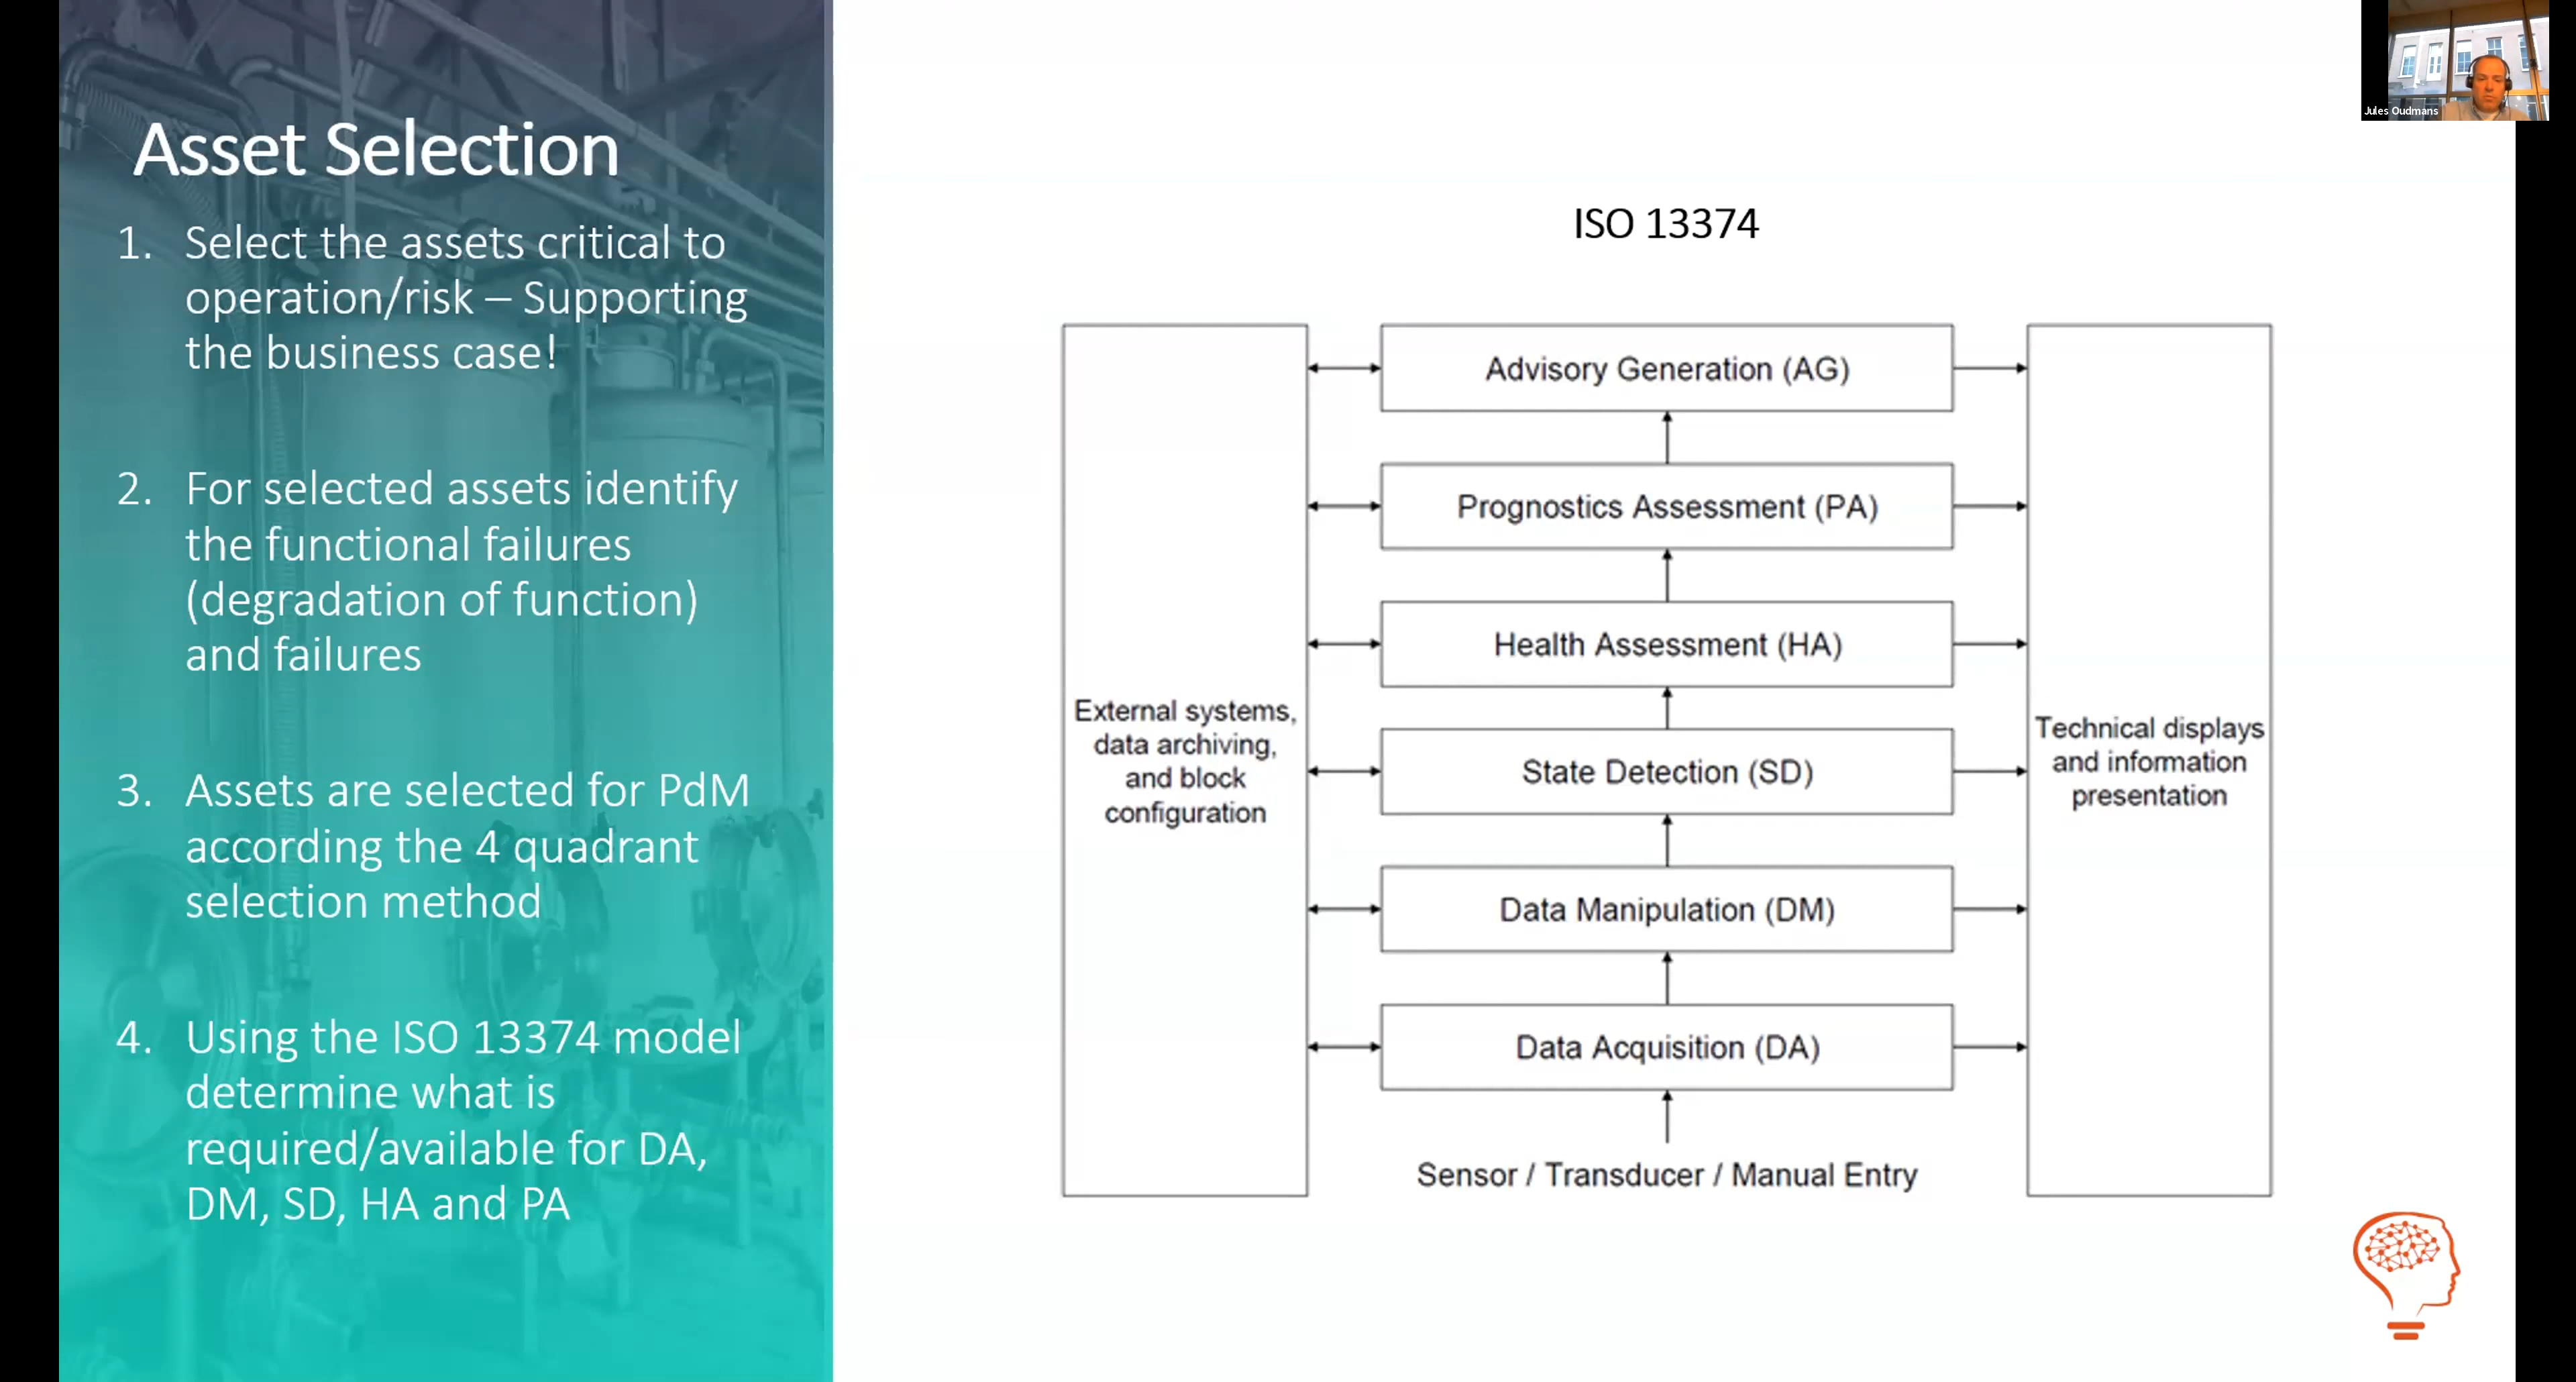 Asset Selection
1. Select the assets critical to
operation/risk – Supporting
the business case!
2. For selected assets identify
the functional failures
(degradation of function)
and failures
3. Assets are selected for PdM
according the 4 quadrant
selection method
4. Using the ISO 13374 model
determine what is
required/available for DA,
DM, SD, HA and PA
Jules Oudmans
ISO 13374
External systems,
data archiving,
and block
configuration
Advisory Generation (AG)
Prognostics Assessment (PA)
Health Assessment (HA)
State Detection (SD)
Data Manipulation (DM)
Data Acquisition (DA)
Sensor / Transducer / Manual Entry
Technical displays
and information
presentation